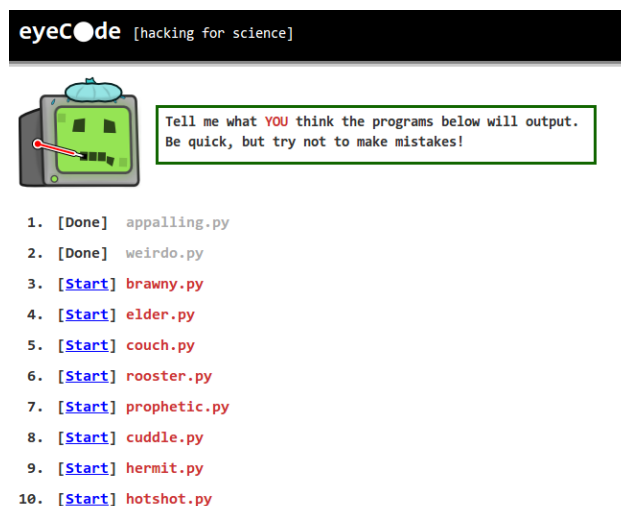 eyeCode [hacking for science]
Tell me what YOU think the programs below will output.
Be quick, but try not to make mistakes!
1. [Done] appalling.py
2. [Done] weirdo.py
3. [Start] brawny.py
4. [Start] elder.py
5. [Start] couch.py
6. [Start] rooster.py
7. [Start] prophetic.py
8. [Start] cuddle.py
9. [Start] hermit.py
10. [Start] hotshot.py